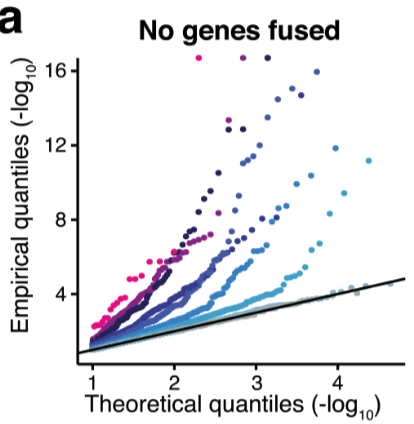 a
No genes fused
Empirical quantiles (-log₁₀)
16
12
8
4
1 2 3 4
Theoretical quantiles (-log₁₀)